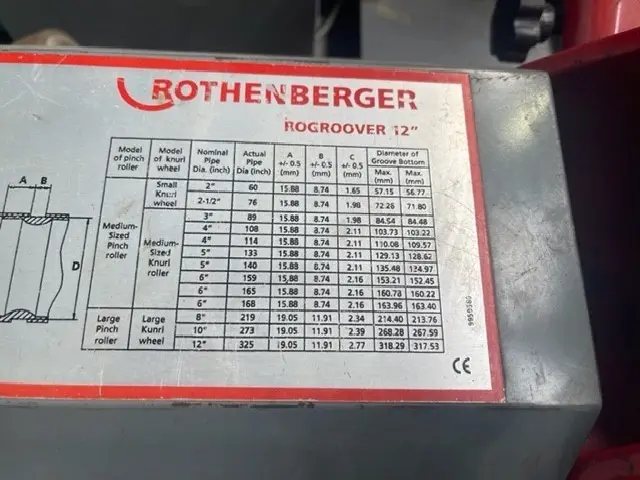 ROTHENBERGER
ROGROOVER 12"
Model of pinch roller Model of knurl wheel Nominal Pipe Dia. (inch) Actual Pipe Dia (inch) A +/- 0.5 (mm) B +/- 0.5 (mm) C +/- 0.5 (mm) Diameter of Groove Bottom Max. (mm) Max. (mm)
Medium-Sized Pinch roller Small Knurl wheel 2" 60 15.88 8.74 1.65 57.15 56.77
2-1/2" 76 15.88 8.74 1.98 72.26 71.80
Medium-Sized Knurl roller 3" 89 15.88 8.74 1.98 84.94 84.48
4" 108 15.88 8.74 2.11 103.73 103.22
4" 114 15.88 8.74 2.11 110.08 109.57
5" 133 15.88 8.74 2.11 129.13 128.62
5" 140 15.88 8.74 2.11 135.48 134.97
6" 159 15.88 8.74 2.16 153.21 152.45
6" 165 15.88 8.74 2.16 160.78 160.22
6" 168 15.88 8.74 2.16 163.96 163.40
Large Pinch roller Large Kunrl wheel 8" 219 19.05 11.91 2.34 214.40 213.76
10" 273 19.05 11.91 2.39 268.28 267.59
12" 325 19.05 11.91 2.77 318.29 317.53
A B
D
CE